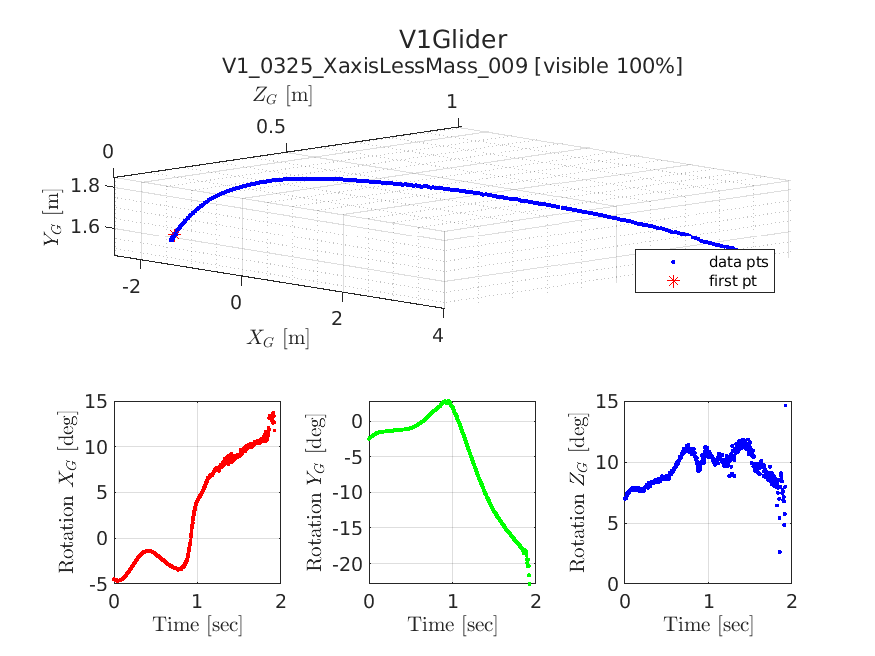 V1Glider
V1_0325_XaxisLessMass_009 [visible 100%]
Z_G [m]
0 0.5 1
Y_G [m]
1.8
1.6
-2 0 2 4
X_G [m]
data pts
first pt
Rotation X_G [deg]
15
10
5
0
-5
0 1 2
Time [sec]
Rotation Y_G [deg]
0
-5
-10
-15
-20
0 1 2
Time [sec]
Rotation Z_G [deg]
15
10
5
0
0 1 2
Time [sec]